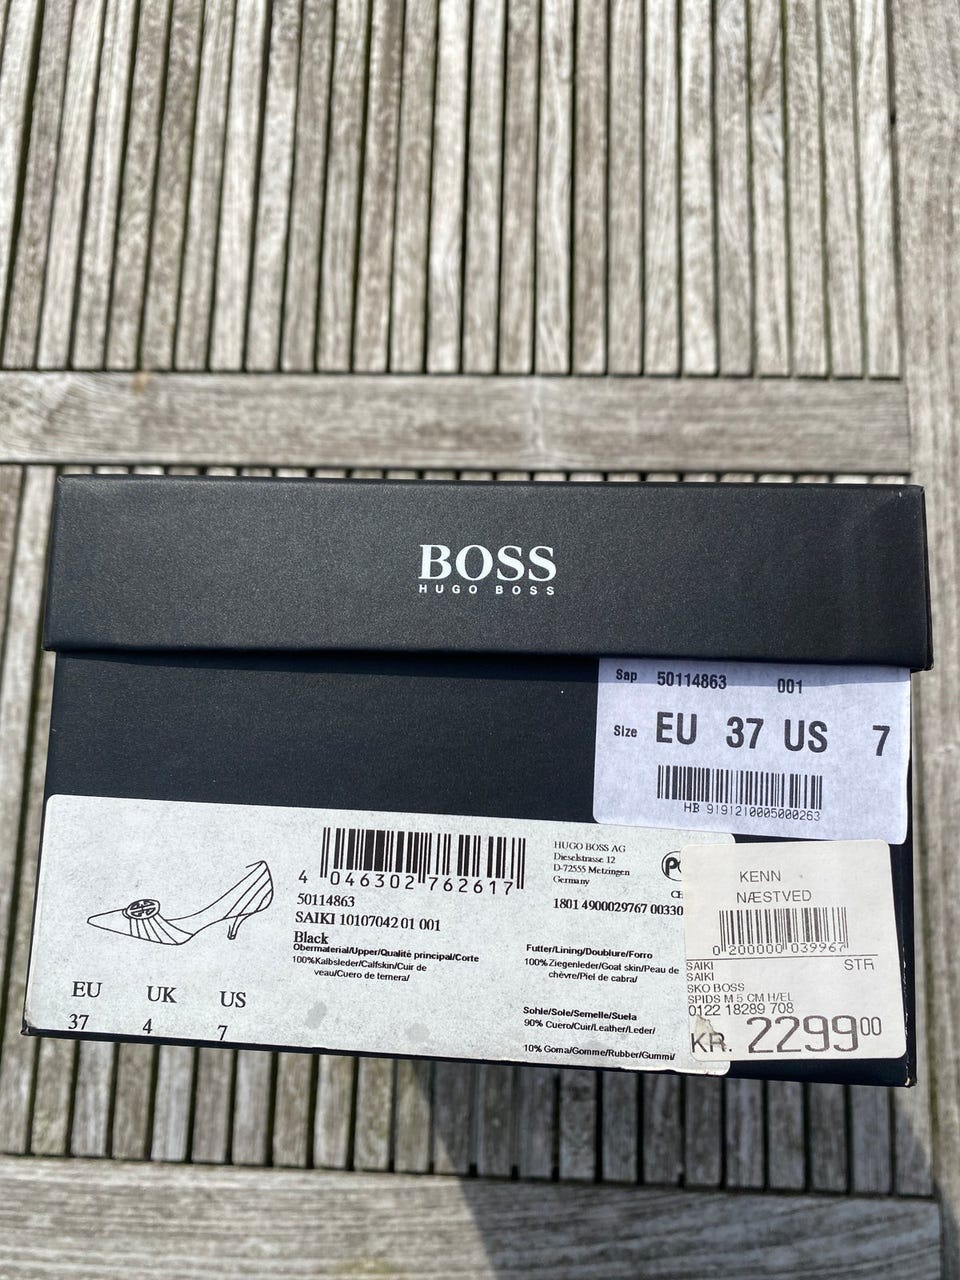 BOSS
HUGO BOSS
Sap 50114863 001
Size EU 37 US 7
HB 9191210005000263
4 046302 762617
50114863
SAIKI 10107042 01 001
Black
Obermaterial/Upper/Qualité principal/Corte
100%Kalbsleder/Calfskin/Cuir de
veau/Cuero de ternera/
EU UK US
37 4 7
HUGO BOSS AG
Dieselstrasse 12
D-72555 Metzingen
Germany
1801 4900029767 00330
Futter/Lining/Doublure/Forro
100%Ziegenleder/Goat skin/Peau de
chévre/Piel de cabra/
Sohle/Sole/Semelle/Suela
90% Cuero/Cuir/Leather/Leder/
10% Goma/Gomme/Rubber/Gummi/
KENN
NÆSTVED
0 200000 039967
SAIKI STR
SAIKI
SKO BOSS
SPIDS M 5 CM H/EL
0122 18289 708
KR. 2299 00